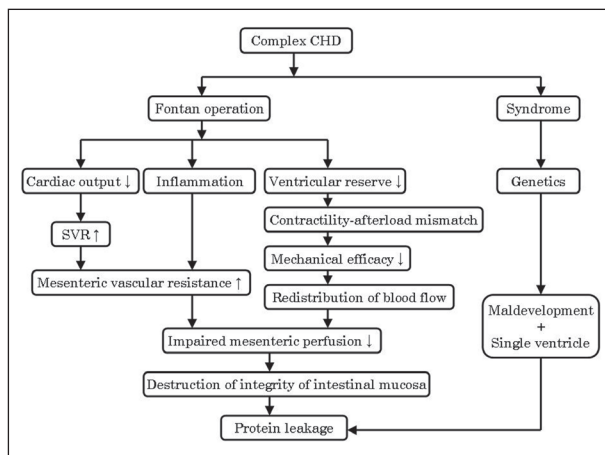 Complex CHD
Fontan operation
Syndrome
Cardiac output ↓
Inflammation
Ventricular reserve ↓
Genetics
SVR ↑
Contractility-afterload mismatch
Mechanical efficacy ↓
Mesenteric vascular resistance ↑
Redistribution of blood flow
Maldevelopment
+
Single ventricle
Impaired mesenteric perfusion ↓
Destruction of integrity of intestinal mucosa
Protein leakage